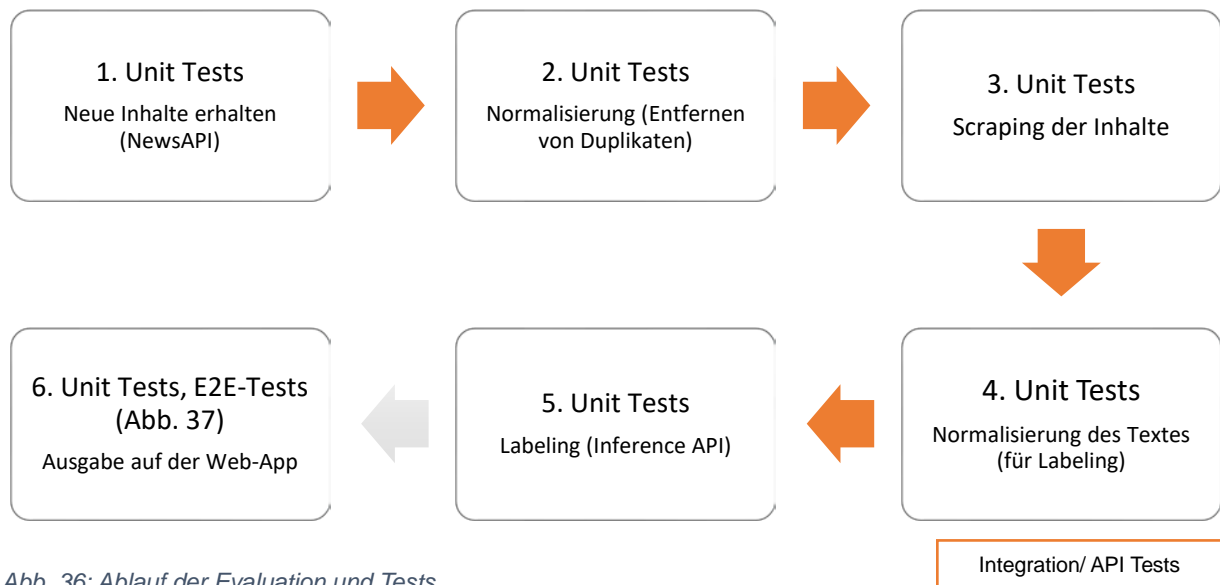 1. Unit Tests
Neue Inhalte erhalten
(NewsAPI)
2. Unit Tests
Normalisierung (Entfernen
von Duplikaten)
3. Unit Tests
Scraping der Inhalte
4. Unit Tests
Normalisierung des Textes
(für Labeling)
5. Unit Tests
Labeling (Inference API)
6. Unit Tests, E2E-Tests
(Abb. 37)
Ausgabe auf der Web-App
Integration/ API Tests
Abb. 36: Ablauf der Evaluation und Tests